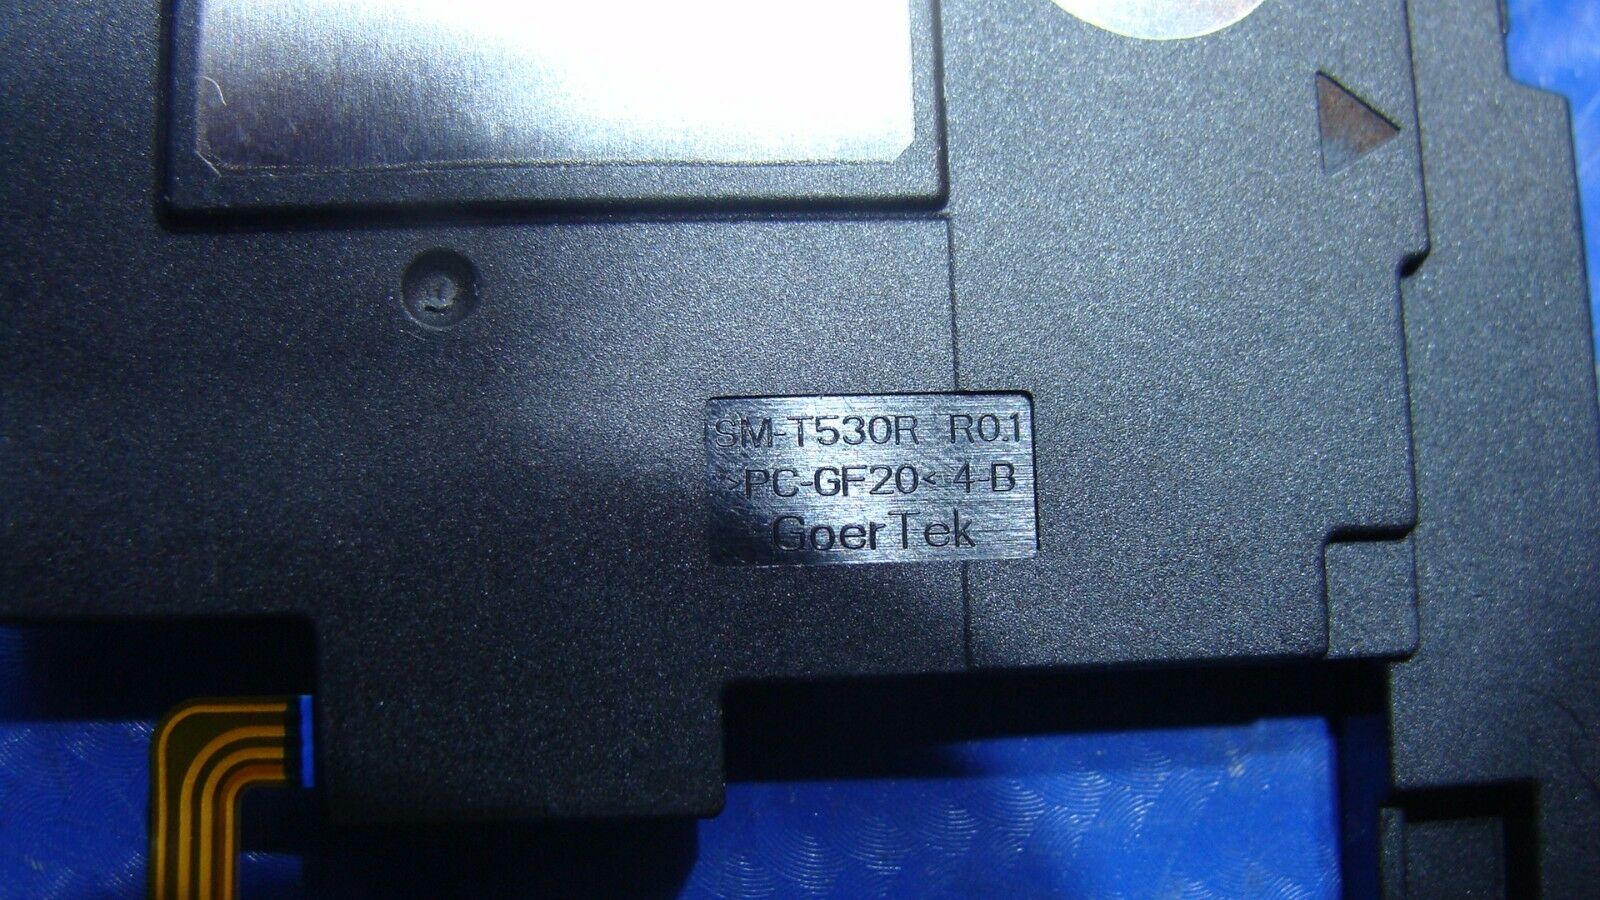 SM-T530R R0.1
>PC-GF20< 4-B
GoerTek